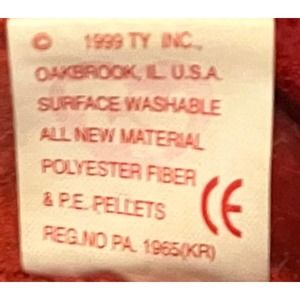 © 1999 TY INC.,
OAKBROOK, IL. U.S.A.
SURFACE WASHABLE
ALL NEW MATERIAL
POLYESTER FIBER
& P.E. PELLETS CE
REG.NO PA. 1965(KR)